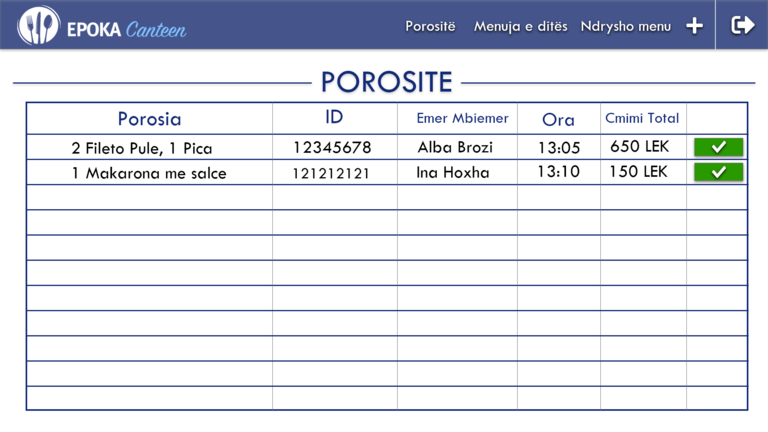 EPOKA Canteen Porositë Menuja e ditës Ndrysho menu
POROSITE
Porosia ID Emer Mbiemer Ora Cmimi Total
2 Fileto Pule, 1 Pica 12345678 Alba Brozi 13:05 650 LEK
1 Makarona me salce 121212121 Ina Hoxha 13:10 150 LEK